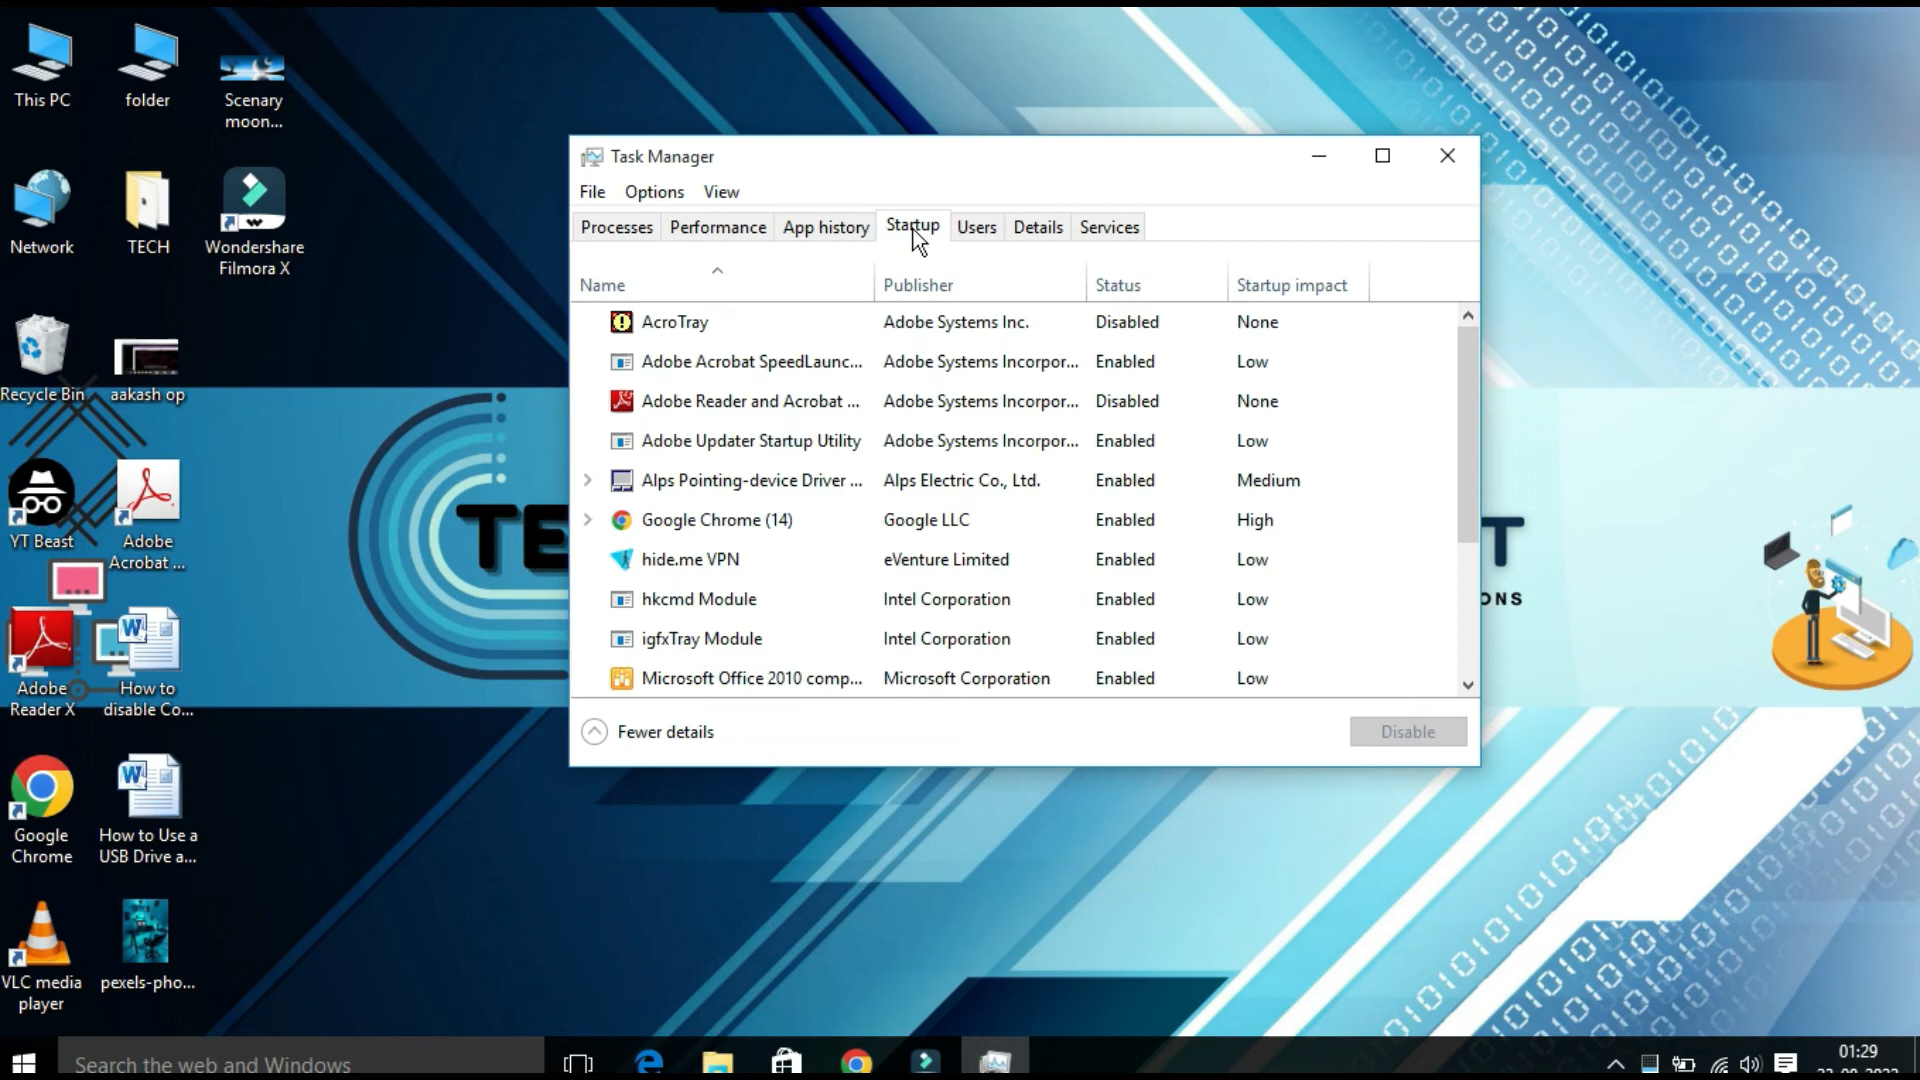 This PC
folder
Scenary
moon...
Network
TECH
Wondershare
Filmora X
Recycle Bin
aakash op
YT Beast
Adobe
Acrobat ...
Adobe
Reader X
How to
disable Co...
Google
Chrome
How to Use a
USB Drive a...
VLC media
player
pexels-pho...
TE
T
ONS
Task Manager
File Options View
Processes Performance App history Startup Users Details Services
Name Publisher Status Startup impact
AcroTray Adobe Systems Inc. Disabled None
Adobe Acrobat SpeedLaunc... Adobe Systems Incorpor... Enabled Low
Adobe Reader and Acrobat ... Adobe Systems Incorpor... Disabled None
Adobe Updater Startup Utility Adobe Systems Incorpor... Enabled Low
Alps Pointing-device Driver ... Alps Electric Co., Ltd. Enabled Medium
Google Chrome (14) Google LLC Enabled High
hide.me VPN eVenture Limited Enabled Low
hkcmd Module Intel Corporation Enabled Low
igfxTray Module Intel Corporation Enabled Low
Microsoft Office 2010 comp... Microsoft Corporation Enabled Low
Fewer details
Disable
Search the web and Windows
01:29